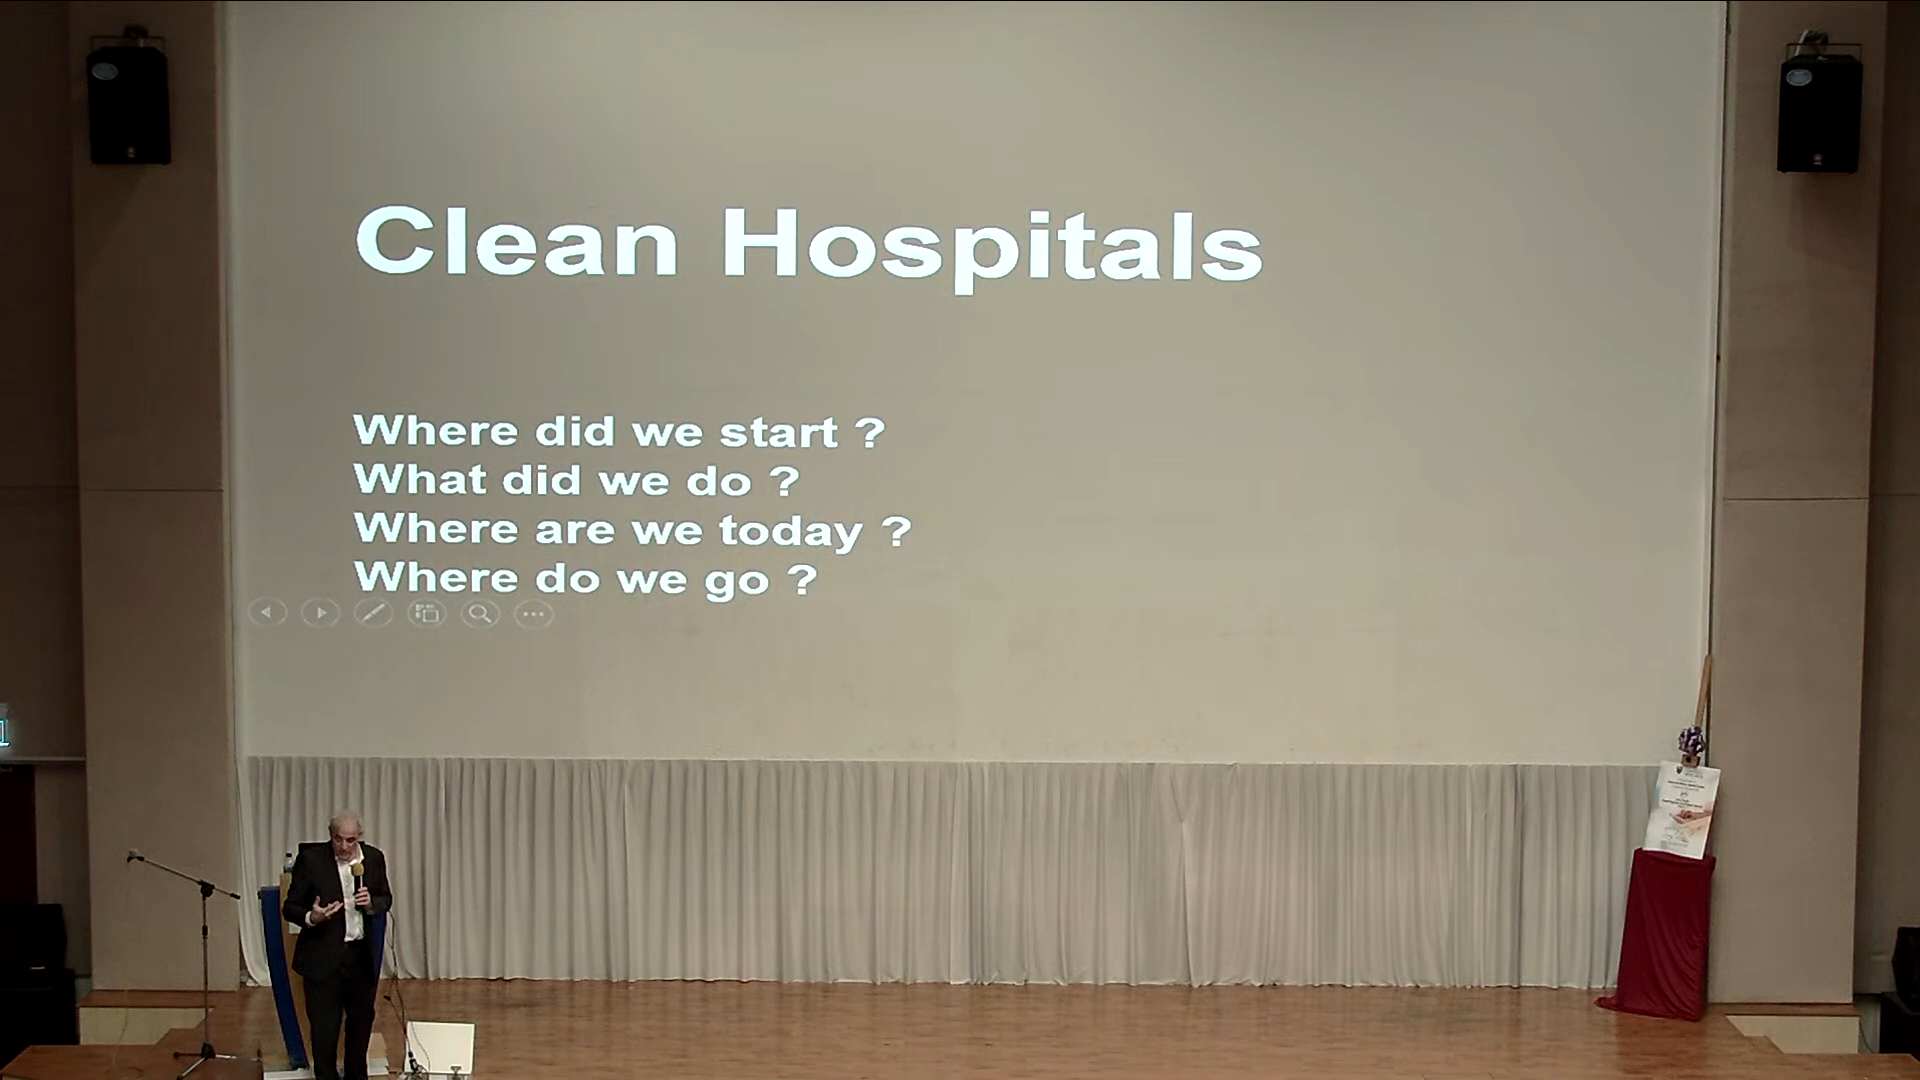 Clean Hospitals
Where did we start ?
What did we do ?
Where are we today ?
Where do we go ?